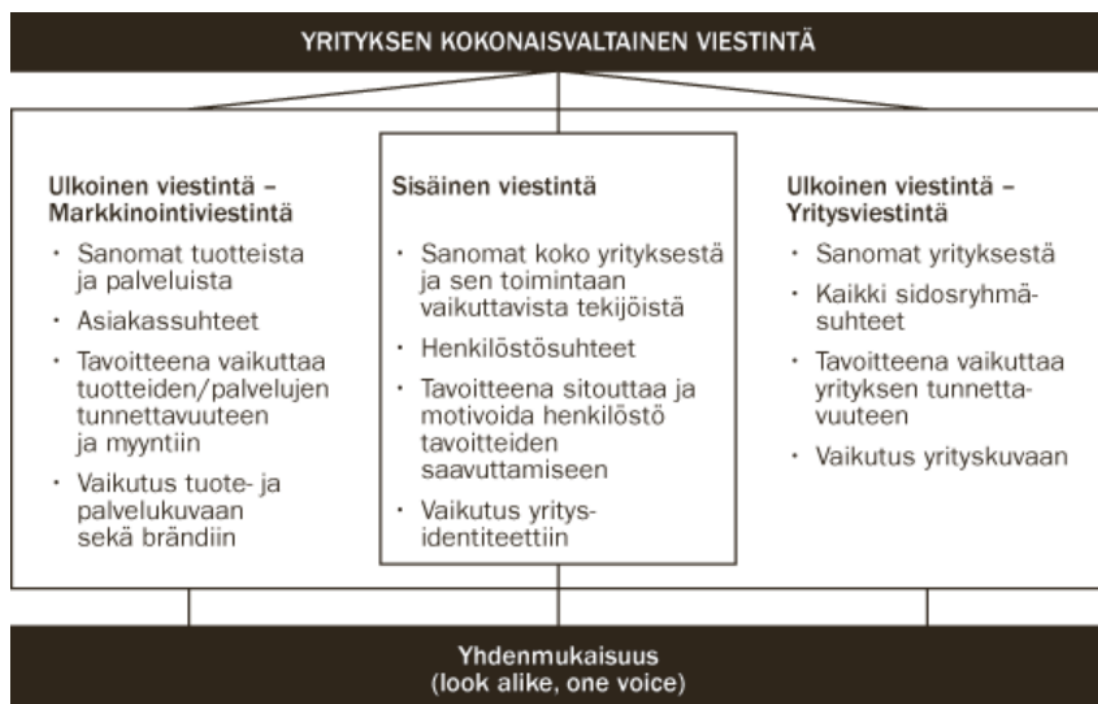 YRITYKSEN KOKONAISVALTAINEN VIESTINTÄ
Ulkoinen viestintä –
Markkinointiviestintä
· Sanomat tuotteista
ja palveluista
· Asiakassuhteet
· Tavoitteena vaikuttaa
tuotteiden/palvelujen
tunnettavuuteen
ja myyntiin
· Vaikutus tuote- ja
palvelukuvaan
sekä brändiin
Sisäinen viestintä
· Sanomat koko yrityksestä
ja sen toimintaan
vaikuttavista tekijöistä
· Henkilöstösuhteet
· Tavoitteena sitouttaa ja
motivoida henkilöstö
tavoitteiden
saavuttamiseen
· Vaikutus yritys-
identiteettiin
Ulkoinen viestintä –
Yritysviestintä
· Sanomat yrityksestä
· Kaikki sidosryhmä-
suhteet
· Tavoitteena vaikuttaa
yrityksen tunnetta-
vuuteen
· Vaikutus yrityskuvaan
Yhdenmukaisuus
(look alike, one voice)